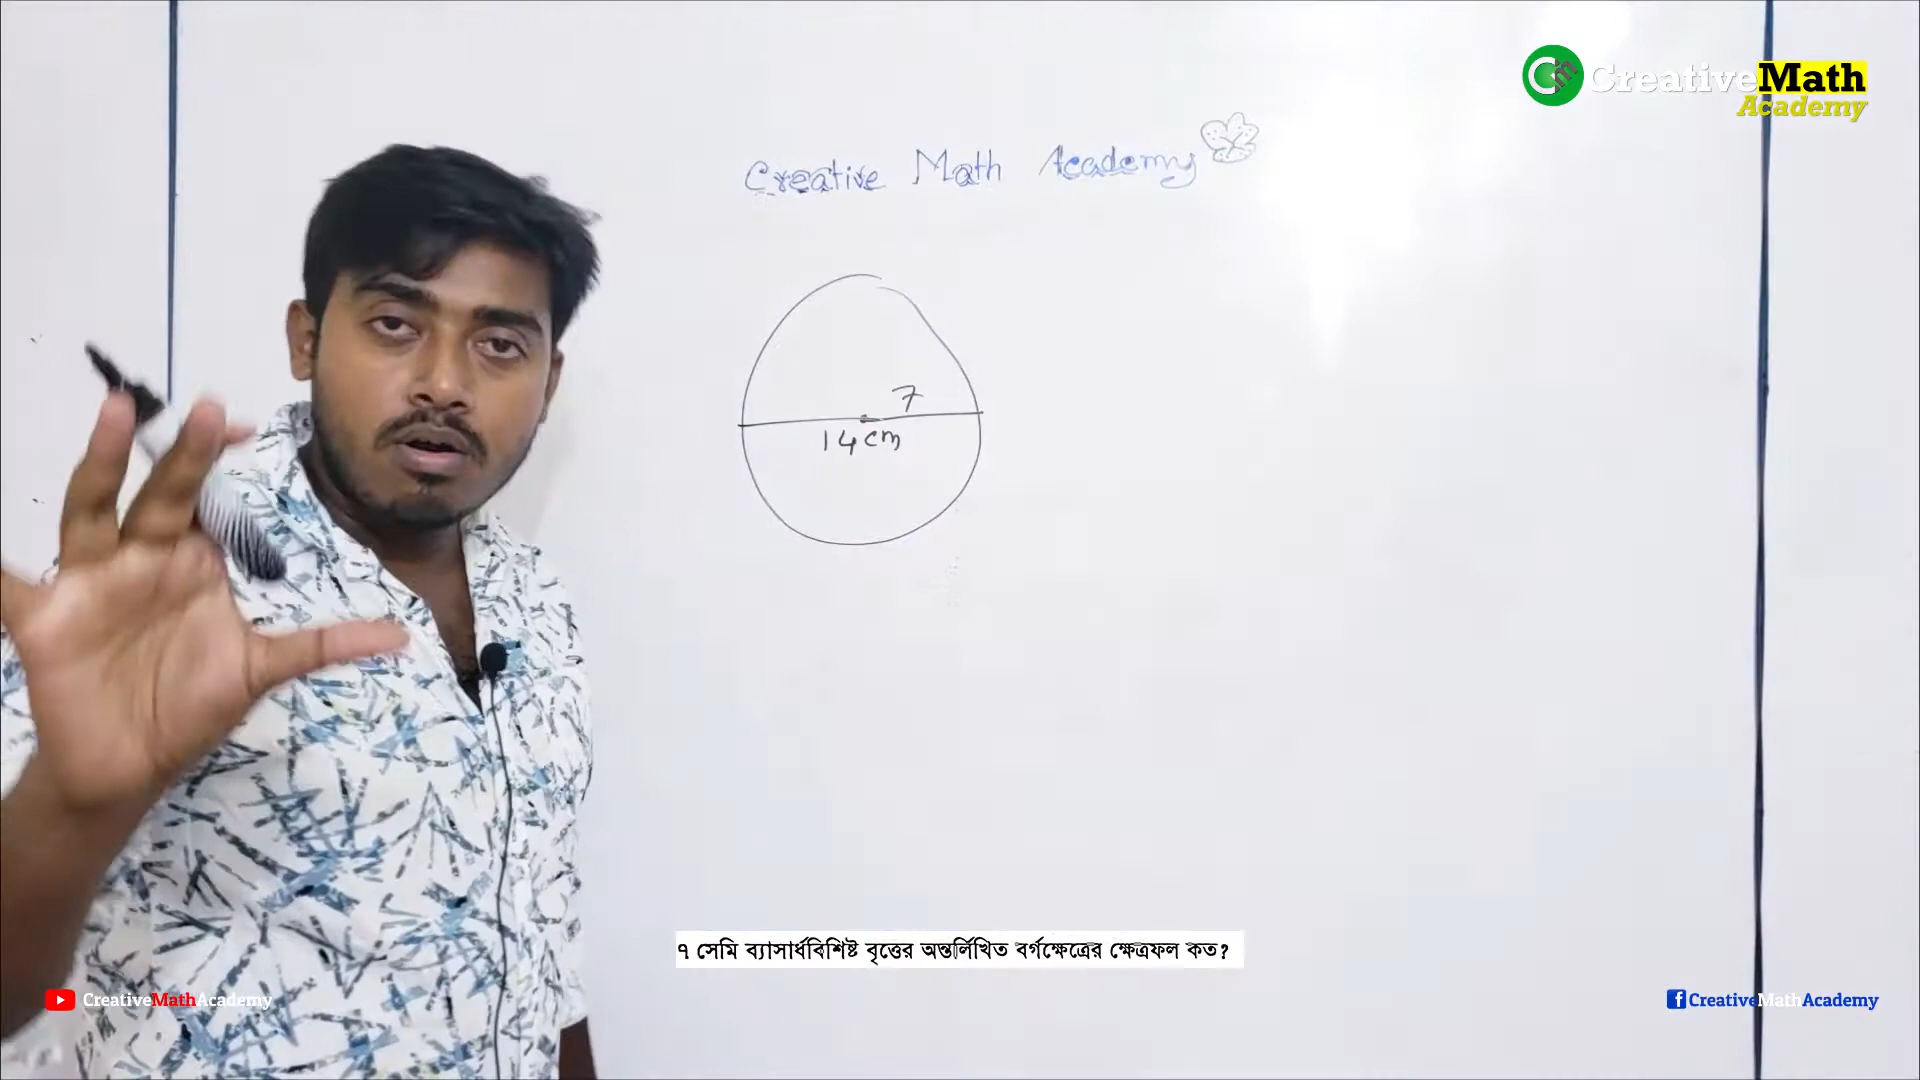 CreativeMath
Academy
Creative Math Academy
7
14cm
৭ সেমি ব্যাসার্ধবিশিষ্ট বৃত্তের অন্তর্লিখিত বর্গক্ষেত্রের ক্ষেত্রফল কত?
CreativeMathAcademy
CreativeMathAcademy